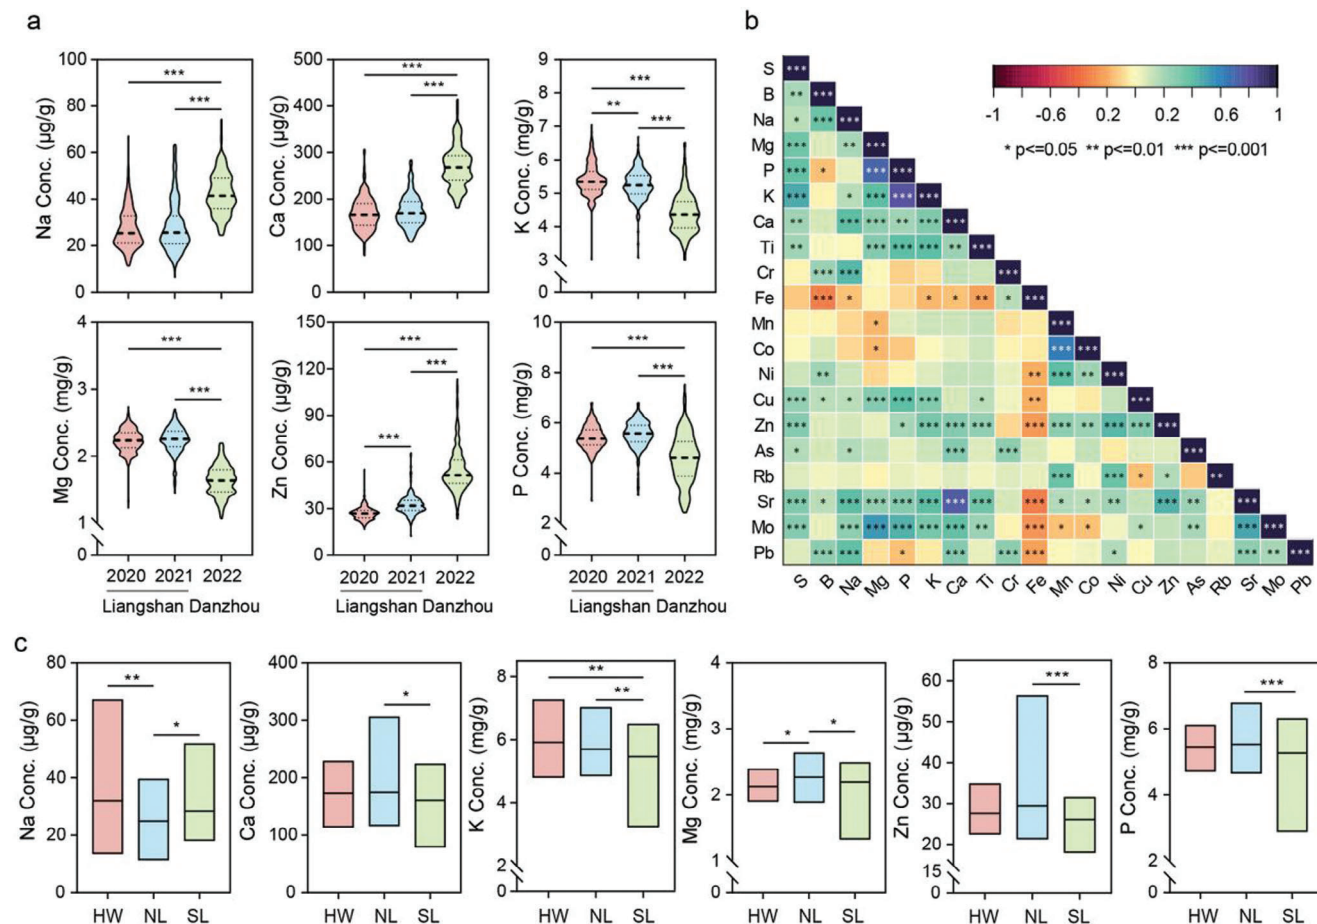 a
Na Conc. (µg/g)
100
80
60
40
20
0
***
***
Ca Conc. (µg/g)
500
400
300
200
100
0
***
***
K Conc. (mg/g)
9
8
7
6
5
4
3
0
***
**
***
Mg Conc. (mg/g)
4
3
2
1
0
***
***
2020 2021 2022
Liangshan Danzhou
Zn Conc. (µg/g)
150
120
90
60
30
0
***
***
***
2020 2021 2022
Liangshan Danzhou
P Conc. (mg/g)
10
8
6
4
2
0
***
***
2020 2021 2022
Liangshan Danzhou
b
-1 -0.6 0.2 0.2 0.6 1
* p<=0.05 ** p<=0.01 *** p<=0.001
S ***
B ** ***
Na * *** ***
Mg *** ** ***
P *** * *** ***
K *** * *** *** ***
Ca ** *** *** ** *** ***
Ti ** *** *** *** ** ***
Cr *** *** ***
Fe *** * * * ** * ***
Mn * ***
Co * *** ***
Ni ** ** *** ** ***
Cu *** * * *** *** *** * ** ***
Zn *** * *** *** *** *** *** ** *** *** ***
As * * *** *** ***
Rb *** *** * * **
Sr *** * *** *** *** *** *** *** *** * * ** *** ** ***
Mo *** *** *** *** *** *** ** *** * * * ** *** ***
Pb *** *** * *** *** *** * *** ** ***
S B Na Mg P K Ca Ti Cr Fe Mn Co Ni Cu Zn As Rb Sr Mo Pb
c
Na Conc. (µg/g)
80
60
40
20
0
**
*
HW NL SL
Ca Conc. (µg/g)
400
300
200
100
0
*
HW NL SL
K Conc. (mg/g)
8
6
4
2
0
**
**
HW NL SL
Mg Conc. (mg/g)
4
3
2
1
0
*
*
HW NL SL
Zn Conc. (µg/g)
60
50
40
30
20
15
0
***
HW NL SL
P Conc. (mg/g)
8
6
4
2
0
***
HW NL SL